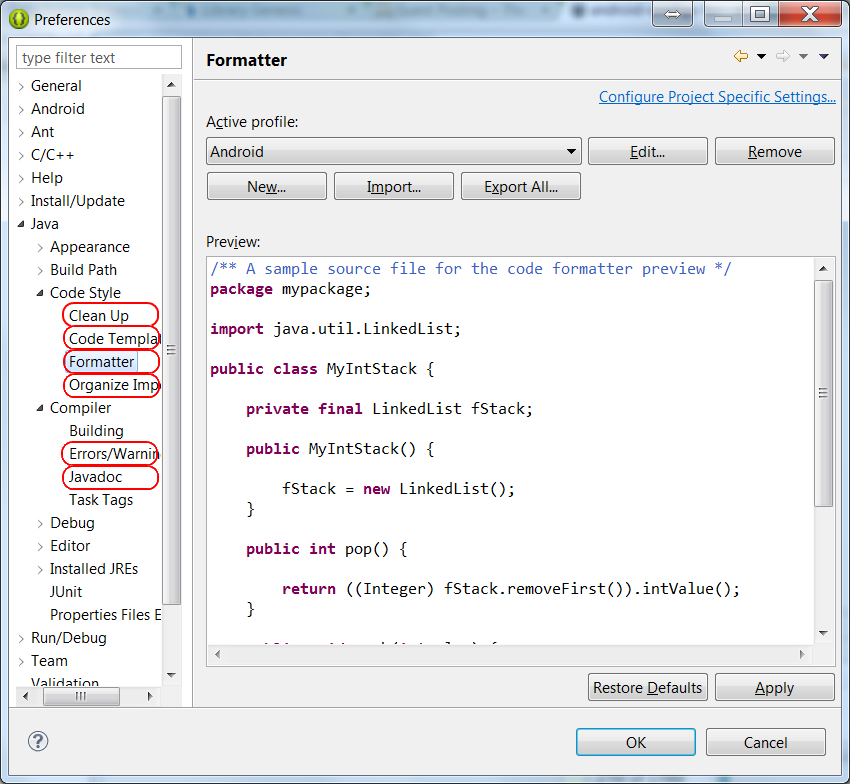 Preferences
type filter text
General
Android
Ant
C/C++
Help
Install/Update
Java
Appearance
Build Path
Code Style
Clean Up
Code Templat
Formatter
Organize Imp
Compiler
Building
Errors/Warnin
Javadoc
Task Tags
Debug
Editor
Installed JREs
JUnit
Properties Files E
Run/Debug
Team
Validation
Formatter
Configure Project Specific Settings...
Active profile:
Android
Edit...
Remove
New...
Import...
Export All...
Preview:
/** A sample source file for the code formatter preview */
package mypackage;
import java.util.LinkedList;
public class MyIntStack {
private final LinkedList fStack;
public MyIntStack() {
fStack = new LinkedList();
}
public int pop() {
return ((Integer) fStack.removeFirst()).intValue();
}
Restore Defaults
Apply
OK
Cancel